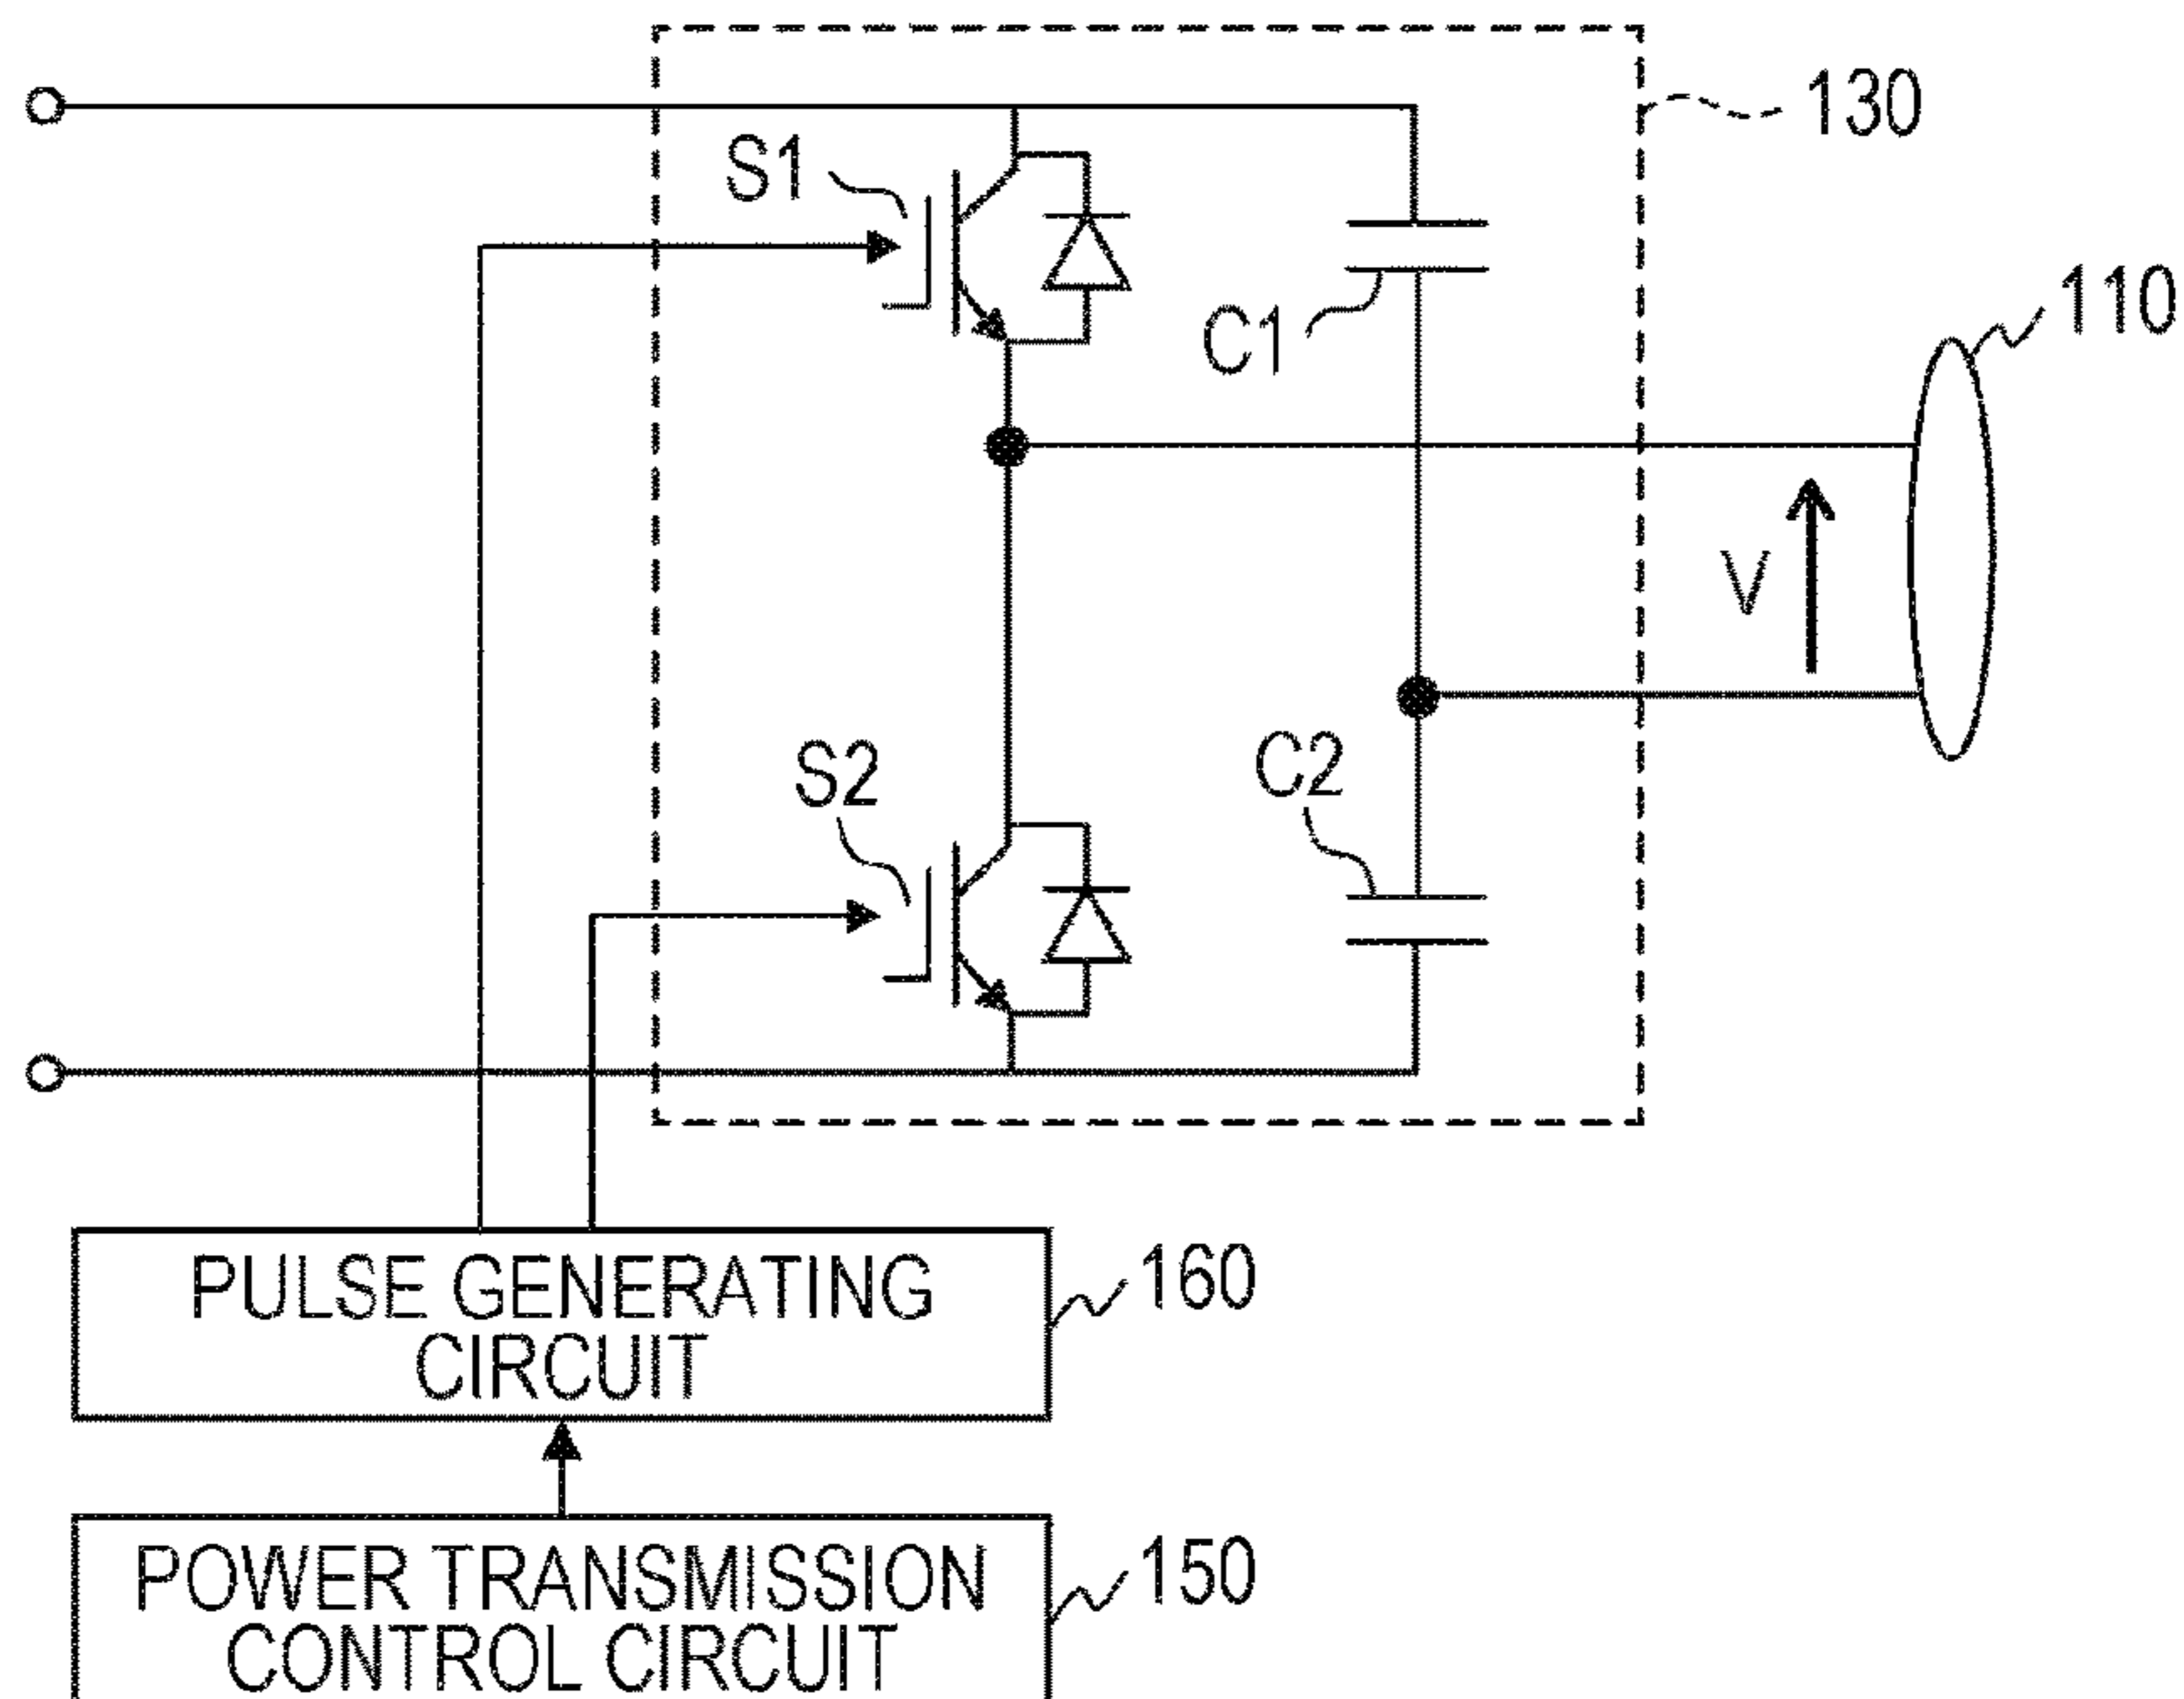 130
S1
110
C1
V
S2
C2
PULSE GENERATING
CIRCUIT
160
POWER TRANSMISSION
CONTROL CIRCUIT
150